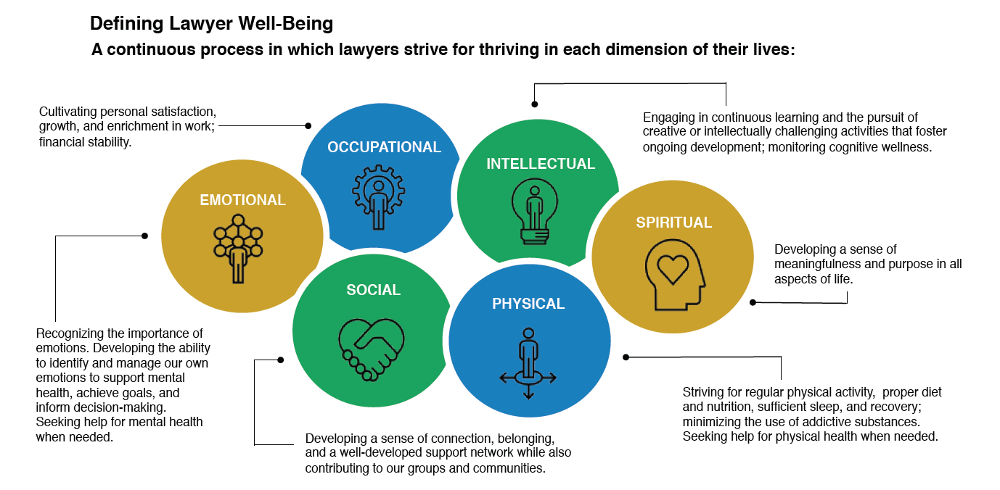 Defining Lawyer Well-Being
A continuous process in which lawyers strive for thriving in each dimension of their lives:
Cultivating personal satisfaction,
growth, and enrichment in work;
financial stability.
OCCUPATIONAL
INTELLECTUAL
Engaging in continuous learning and the pursuit of
creative or intellectually challenging activities that foster
ongoing development; monitoring cognitive wellness.
EMOTIONAL
SPIRITUAL
Developing a sense of
meaningfulness and purpose in all
aspects of life.
SOCIAL
PHYSICAL
Recognizing the importance of
emotions. Developing the ability
to identify and manage our own
emotions to support mental
health, achieve goals, and
inform decision-making.
Seeking help for mental health
when needed.
Developing a sense of connection, belonging,
and a well-developed support network while also
contributing to our groups and communities.
Striving for regular physical activity,  proper diet
and nutrition, sufficient sleep, and recovery;
minimizing the use of addictive substances.
Seeking help for physical health when needed.